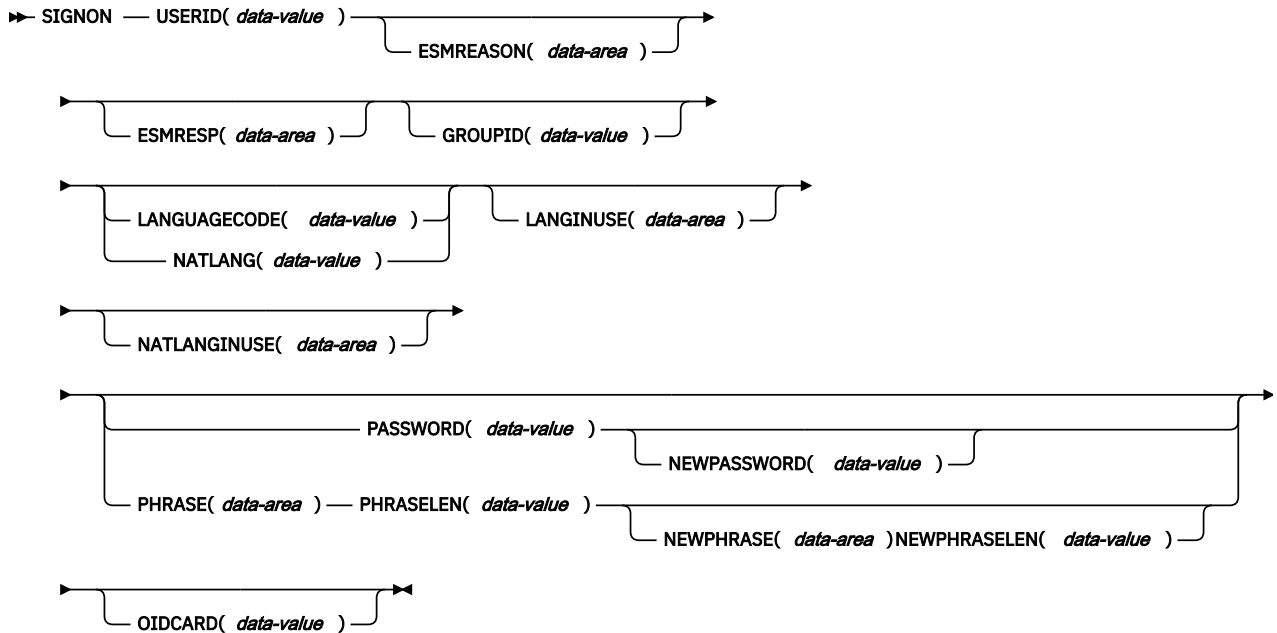 SIGNON USERID( data-value )
ESMREASON( data-area )
ESMRESP( data-area ) GROUPID( data-value )
LANGUAGECODE( data-value ) LANGINUSE( data-area )
NATLANG( data-value )
NATLANGINUSE( data-area )
PASSWORD( data-value )
NEWPASSWORD( data-value )
PHRASE( data-area ) PHRASELEN( data-value )
NEWPHRASE( data-area )NEWPHRASELEN( data-value )
OIDCARD( data-value )